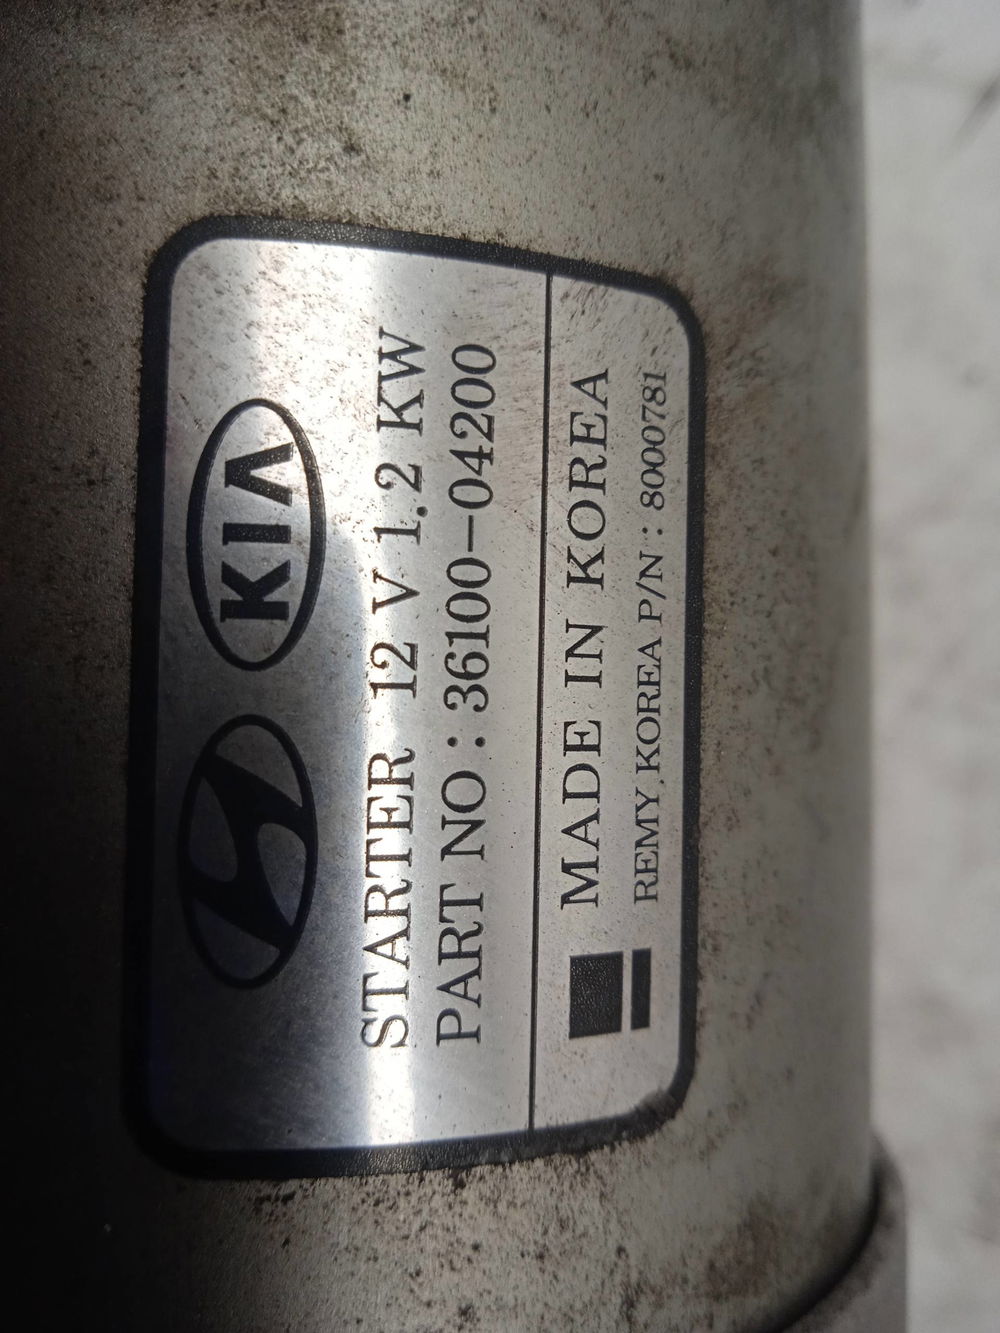 KIA
STARTER 12 V 1.2 KW
PART NO : 36100-04200
MADE IN KOREA
REMY, KOREA P/N : 8000781